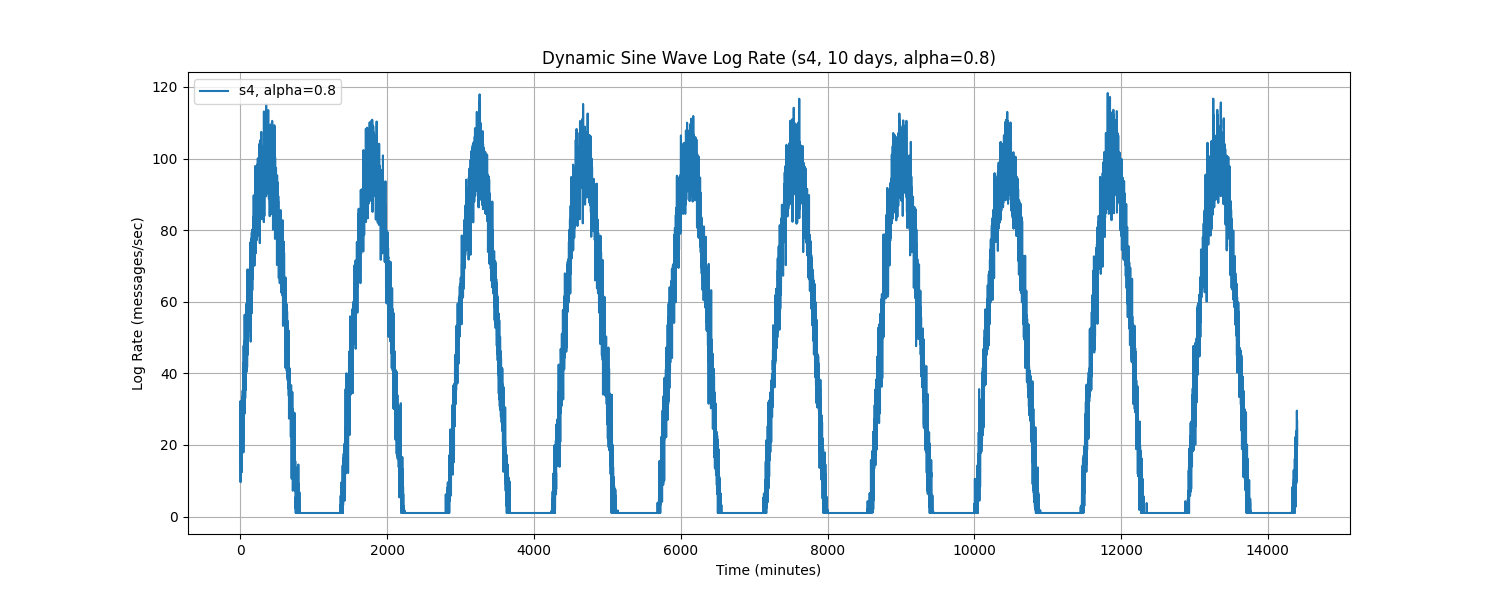 Dynamic Sine Wave Log Rate (s4, 10 days, alpha=0.8)
s4, alpha=0.8
Log Rate (messages/sec)
120
100
80
60
40
20
0
0 2000 4000 6000 8000 10000 12000 14000
Time (minutes)